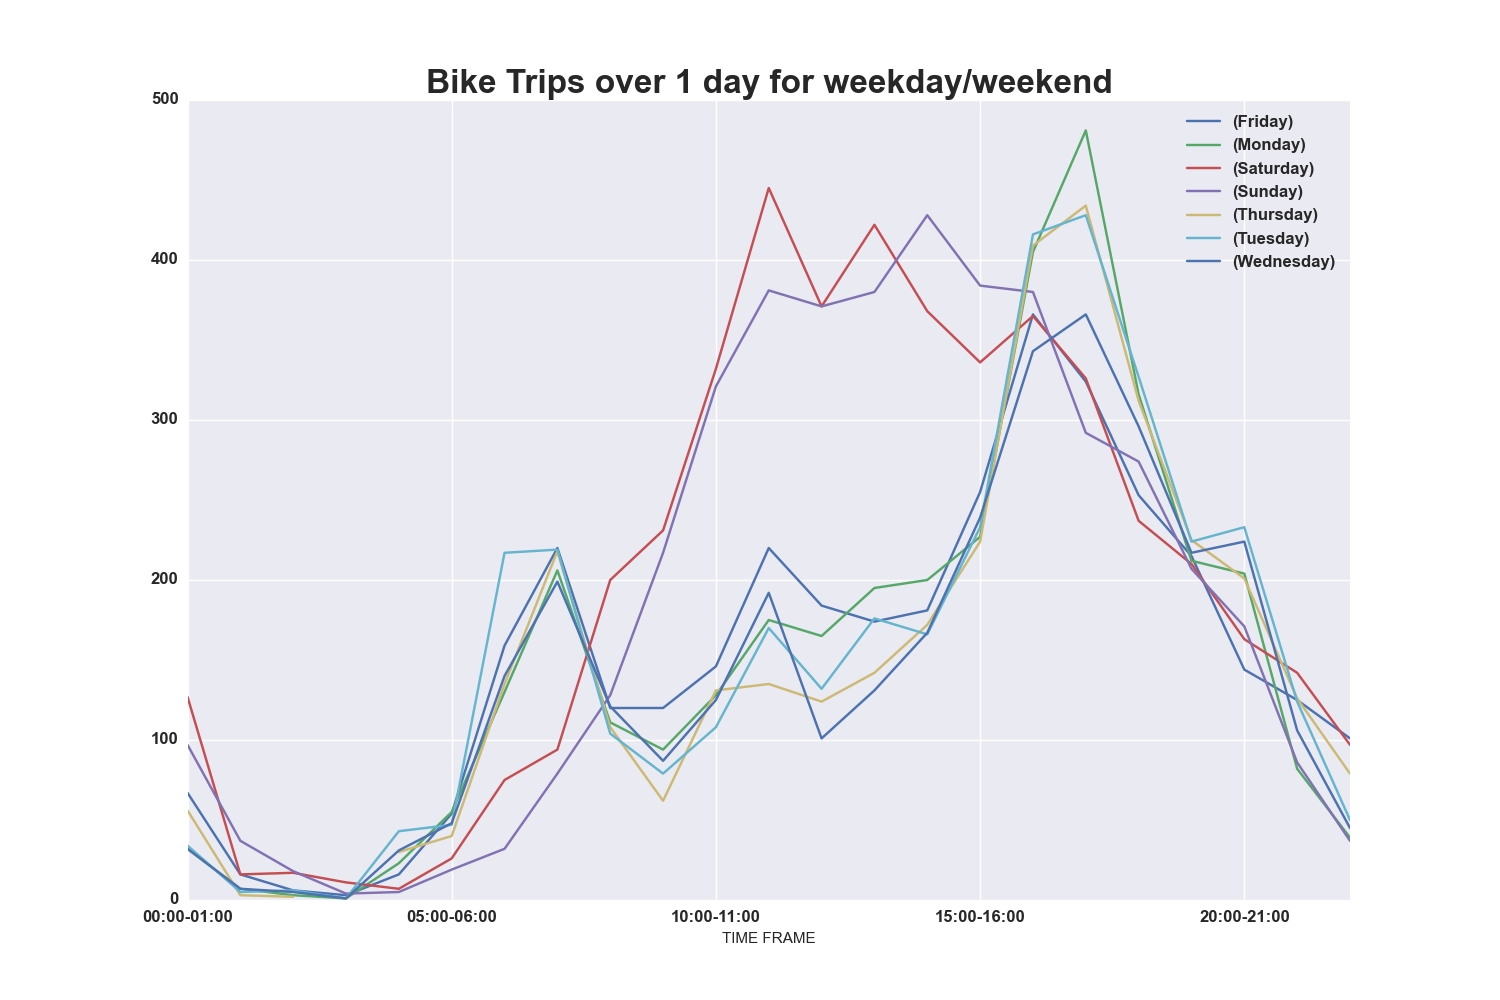 Bike Trips over 1 day for weekday/weekend
500
400
300
200
100
0
(Friday)
(Monday)
(Saturday)
(Sunday)
(Thursday)
(Tuesday)
(Wednesday)
00:00-01:00 05:00-06:00 10:00-11:00 15:00-16:00 20:00-21:00
TIME FRAME